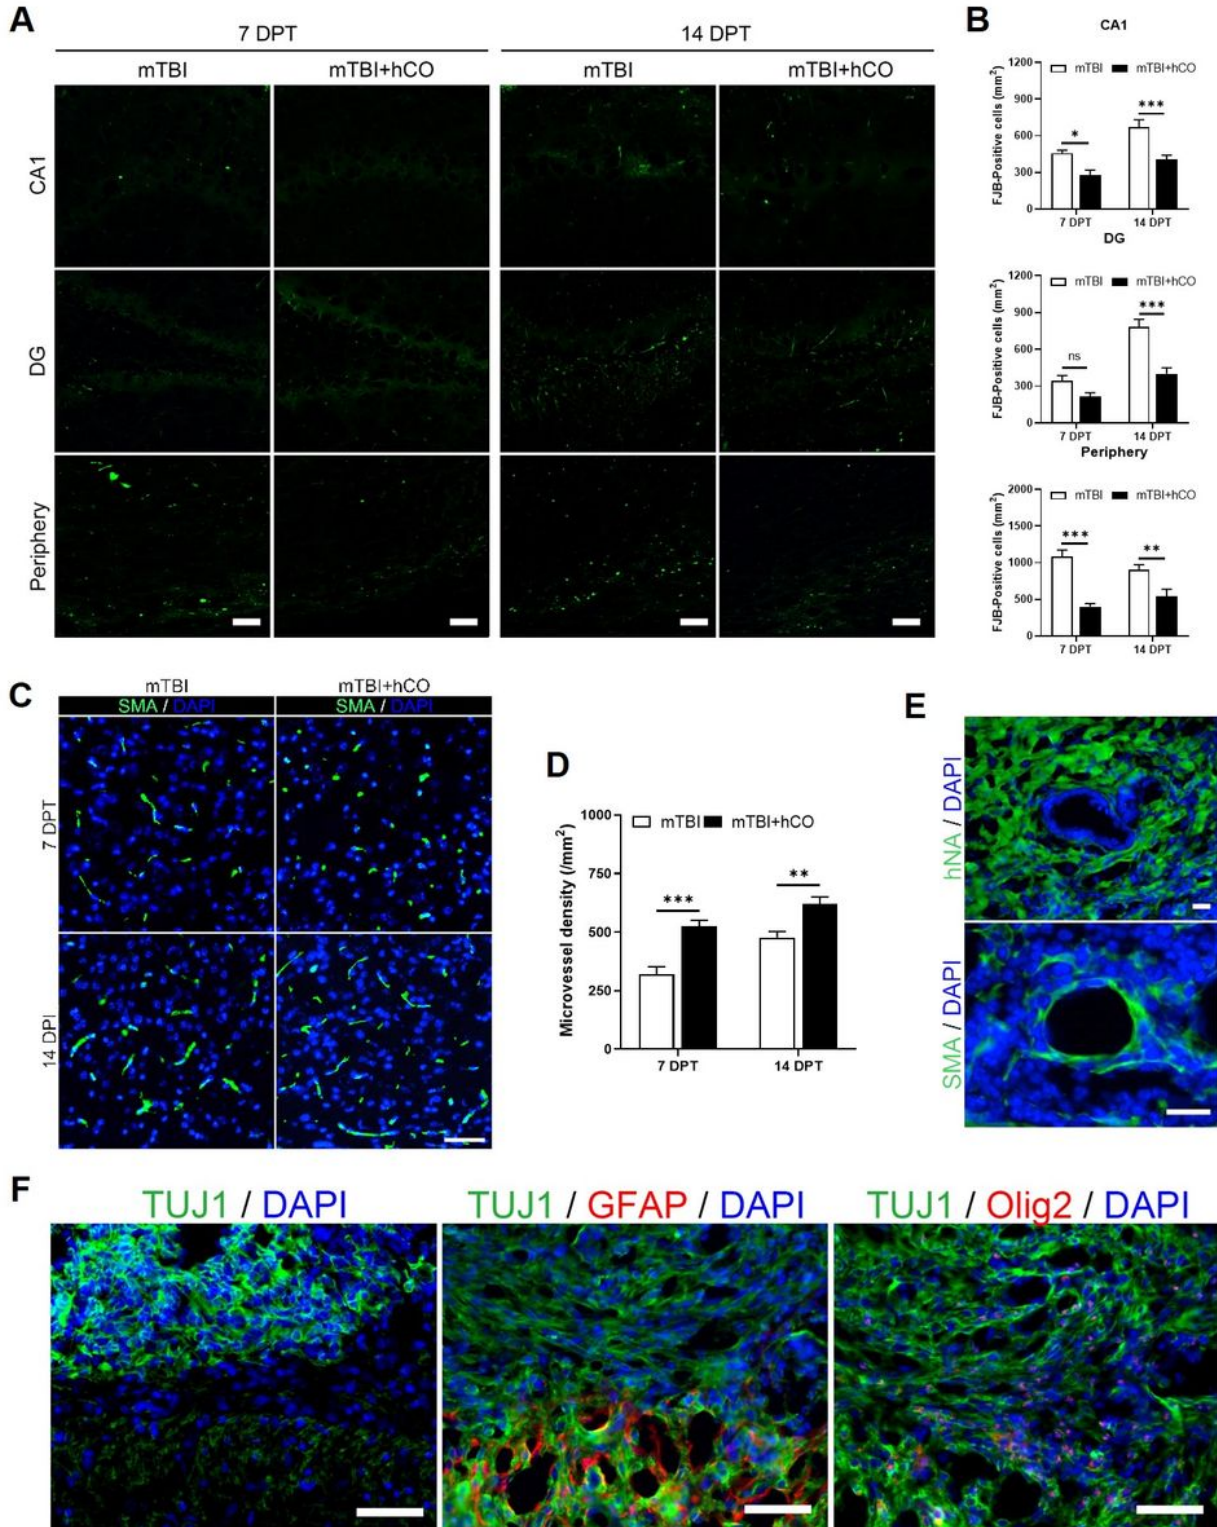 A
7 DPT
14 DPT
mTBI
mTBI+hCO
mTBI
mTBI+hCO
CA1
DG
Periphery
B
CA1
mTBI mTBI+hCO
FJB-Positive cells (mm²)
1200
900
600
300
0
*
***
7 DPT
14 DPT
DG
mTBI mTBI+hCO
FJB-Positive cells (mm²)
1200
900
600
300
0
ns
***
7 DPT
14 DPT
Periphery
mTBI mTBI+hCO
FJB-Positive cells (mm²)
2000
1500
1000
500
0
***
**
7 DPT
14 DPT
C
mTBI
mTBI+hCO
SMA / DAPI
SMA / DAPI
7 DPT
14 DPI
D
mTBI mTBI+hCO
Microvessel density (/mm²)
1000
750
500
250
0
***
**
7 DPT
14 DPT
E
hNA / DAPI
SMA / DAPI
F
TUJ1 / DAPI
TUJ1 / GFAP / DAPI
TUJ1 / Olig2 / DAPI